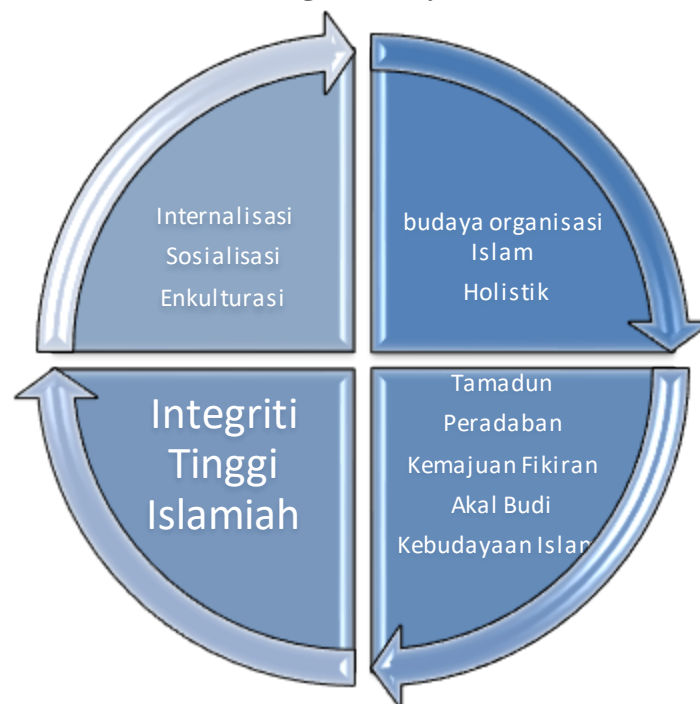 Internalisasi
Sosialisasi
Enkulturasi
budaya organisasi
Islam
Holistik
Integriti
Tinggi
Islamiah
Tamadun
Peradaban
Kemajuan Fikiran
Akal Budi
Kebudayaan Islam